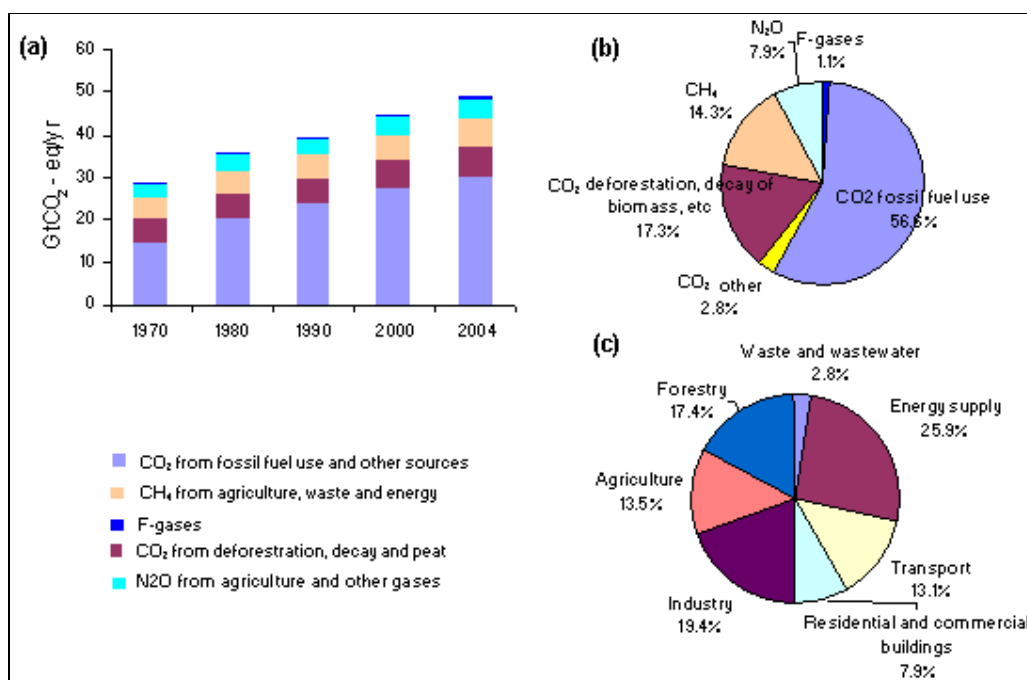 (a)
GtCO₂ - eq/yr
60
50
40
30
20
10
0
1970
1980
1990
2000
2004
CO₂ from fossil fuel use and other sources
CH₄ from agriculture, waste and energy
F-gases
CO₂ from deforestration, decay and peat
N2O from agriculture and other gases
(b)
N₂O
7.9%
F-gases
1.1%
CH₄
14.3%
CO₂ deforestation, decay of
biomass, etc
17.3%
CO2 fossil fuel use
56.6%
CO₂ other
2.8%
(c)
Waste and wastewater
2.8%
Forestry
17.4%
Energy supply
25.9%
Agriculture
13.5%
Transport
13.1%
Industry
19.4%
Residential and commercial
buildings
7.9%